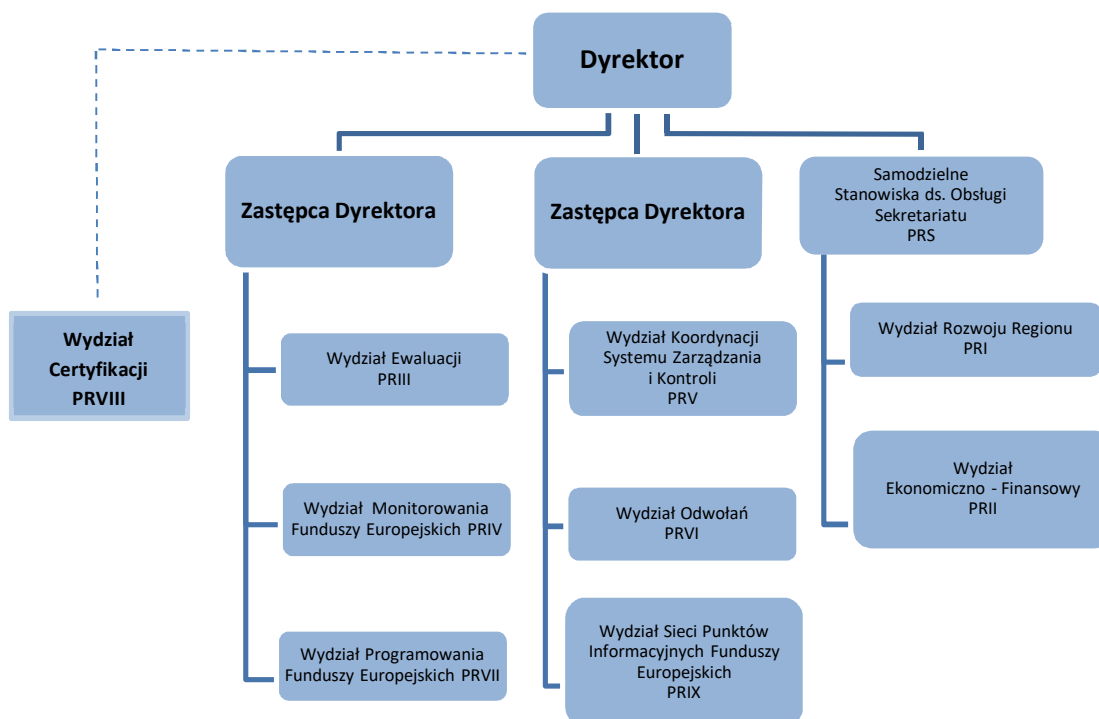 Dyrektor
Zastępca Dyrektora
Zastępca Dyrektora
Samodzielne
Stanowiska ds. Obsługi
Sekretariatu
PRS
Wydział
Certyfikacji
PRVIII
Wydział Ewaluacji
PRIII
Wydział Monitorowania
Funduszy Europejskich PRIV
Wydział Programowania
Funduszy Europejskich PRVII
Wydział Koordynacji
Systemu Zarządzania
i Kontroli
PRV
Wydział Odwołań
PRVI
Wydział Sieci Punktów
Informacyjnych Funduszy
Europejskich
PRIX
Wydział Rozwoju Regionu
PRI
Wydział
Ekonomiczno - Finansowy
PRII